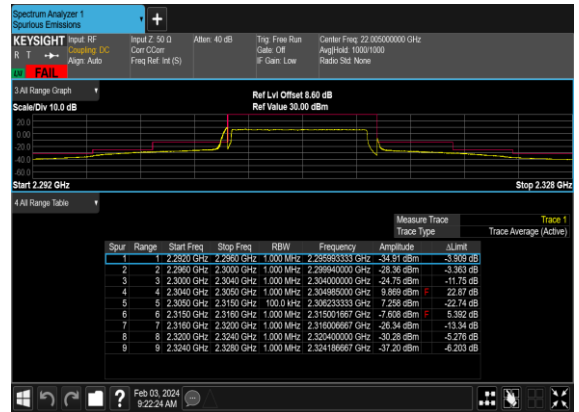 Spectrum Analyzer 1
Spurious Emissions
+
KEYSIGHT Input: RF Input Z: 50 Ω Atten: 40 dB Trig: Free Run Center Freq: 22.005000000 GHz
R T Coupling: DC Corr CCorr Gate: Off Avg|Hold: 1000/1000
Align: Auto Freq Ref: Int (S) IF Gain: Low Radio Std: None
FAIL
3 All Range Graph
Ref Lvl Offset 8.60 dB
Scale/Div 10.0 dB Ref Value 30.00 dBm
20.0
0.00
-20.0
-40.0
-60.0
Start 2.292 GHz Stop 2.328 GHz
4 All Range Table
Measure Trace Trace 1
Trace Type Trace Average (Active)
Spur Range Start Freq Stop Freq RBW Frequency Amplitude ΔLimit
1 1 2.2920 GHz 2.2960 GHz 1.000 MHz 2.295993333 GHz -34.91 dBm -3.909 dB
2 2 2.2960 GHz 2.3000 GHz 1.000 MHz 2.299940000 GHz -28.36 dBm -3.363 dB
3 3 2.3000 GHz 2.3040 GHz 1.000 MHz 2.304000000 GHz -24.75 dBm -11.75 dB
4 4 2.3040 GHz 2.3050 GHz 1.000 MHz 2.304985000 GHz 9.869 dBm F 22.87 dB
5 5 2.3050 GHz 2.3150 GHz 100.0 kHz 2.306233333 GHz 7.258 dBm -22.74 dB
6 6 2.3150 GHz 2.3160 GHz 1.000 MHz 2.315001667 GHz -7.608 dBm F 5.392 dB
7 7 2.3160 GHz 2.3200 GHz 1.000 MHz 2.316006667 GHz -26.34 dBm -13.34 dB
8 8 2.3200 GHz 2.3240 GHz 1.000 MHz 2.320400000 GHz -30.28 dBm -5.276 dB
9 9 2.3240 GHz 2.3280 GHz 1.000 MHz 2.324186667 GHz -37.20 dBm -6.203 dB
? Feb 03, 2024
9:22:24 AM